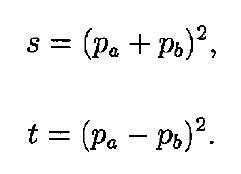 s = (p_a + p_b)^2,
t = (p_a - p_b)^2.